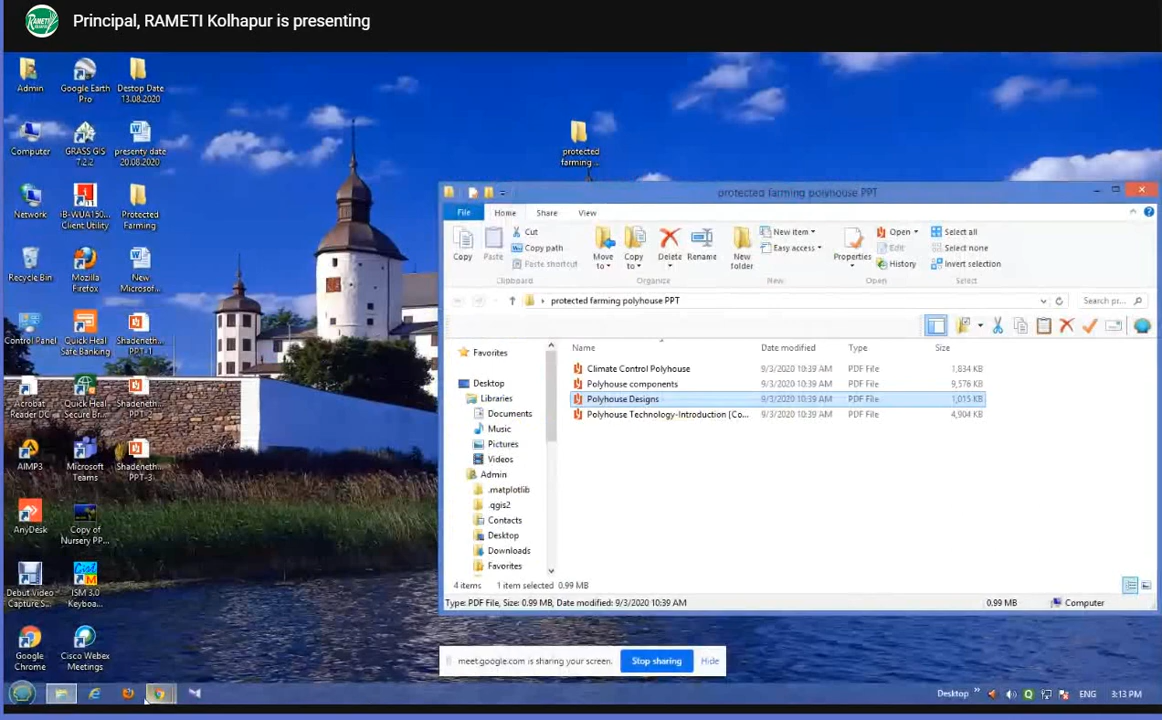 RAMETI
Principal, RAMETI Kolhapur is presenting
Admin
Google Earth
Pro
Destop Date
13.08.2020
Computer
GRASS GIS
7.2.2
presenty date
20.08.2020
protected
farming ...
Network
iB-WUA150...
Client Utility
Protected
Farming
Recycle Bin
Mozilla
Firefox
New
Microsof...
Control Panel
Quick Heal
Safe Banking
Shadeneth...
PPT-1
Acrobat
Reader DC
Quick Heal
Secure Br...
Shadeneth...
PPT-2
AIMP3
Microsoft
Teams
Shadeneth...
PPT-3
AnyDesk
Copy of
Nursery PP...
Debut Video
Capture S...
ISM 3.0
Keyboa...
Google
Chrome
Cisco Webex
Meetings
protected farming polyhouse PPT
File
Home
Share
View
Copy
Paste
Cut
Copy path
Paste shortcut
Clipboard
Move
to
Copy
to
Delete
Rename
Organize
New
folder
New item
Easy access
New
Properties
Open
Edit
History
Open
Select all
Select none
Invert selection
Select
protected farming polyhouse PPT
Search pr...
Name
Date modified
Type
Size
Climate Control Polyhouse 9/3/2020 10:39 AM PDF File 1,834 KB
Polyhouse components 9/3/2020 10:39 AM PDF File 9,576 KB
Polyhouse Designs 9/3/2020 10:39 AM PDF File 1,015 KB
Polyhouse Technology-Introduction [Co... 9/3/2020 10:39 AM PDF File 4,904 KB
Favorites
Desktop
Libraries
Documents
Music
Pictures
Videos
Admin
.matplotlib
.qgis2
Contacts
Desktop
Downloads
Favorites
4 items 1 item selected 0.99 MB
Type: PDF File, Size: 0.99 MB, Date modified: 9/3/2020 10:39 AM
0.99 MB
Computer
meet.google.com is sharing your screen.
Stop sharing
Hide
Desktop
ENG
3:13 PM